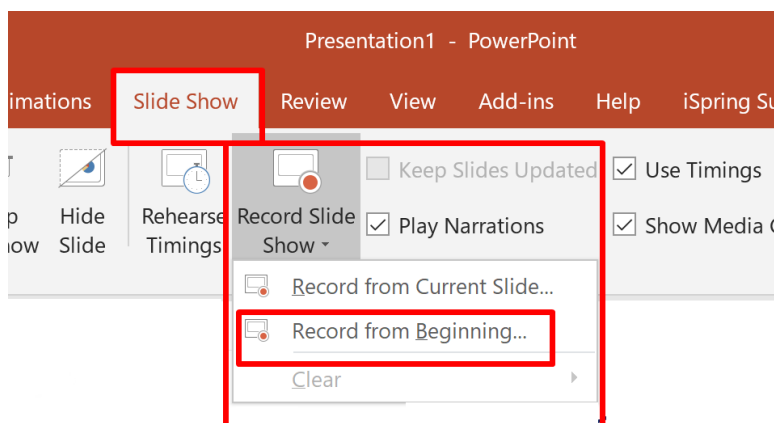 Presentation1 - PowerPoint
imations Slide Show Review View Add-ins Help iSpring Su
Keep Slides Updated Use Timings
p Hide Rehearse Record Slide
Play Narrations Show Media
ow Slide Timings Show
Record from Current Slide...
Record from Beginning...
Clear